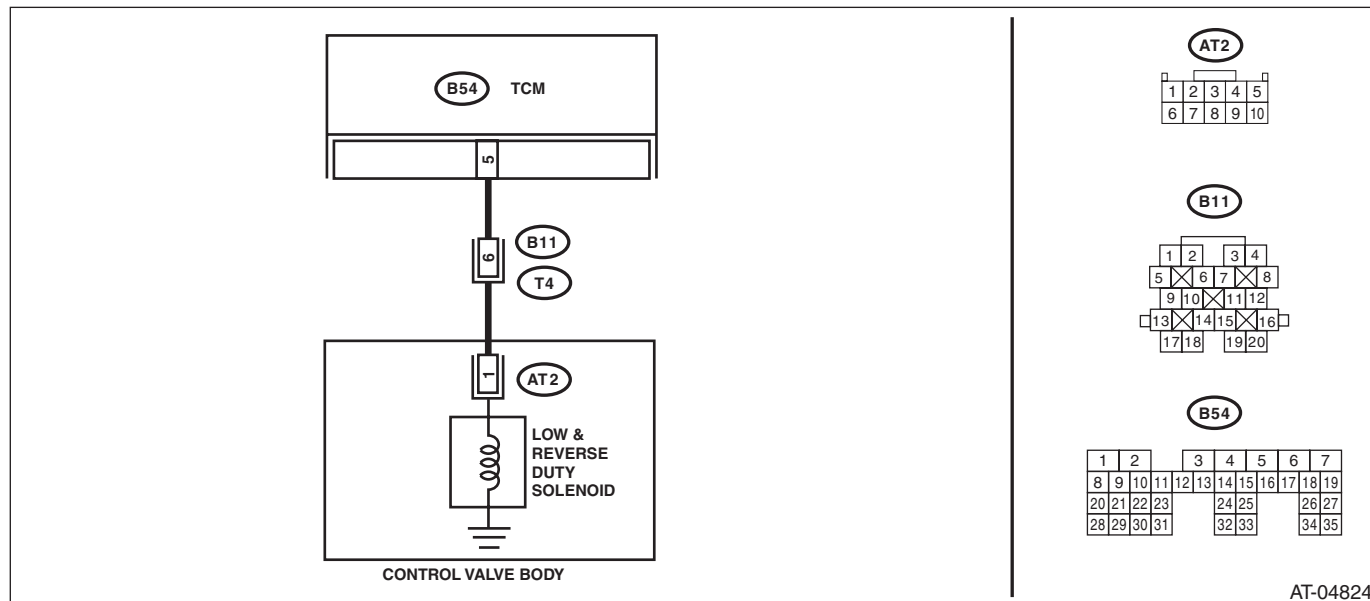 B54 TCM
5
B11
6
T4
1
AT2
LOW &
REVERSE
DUTY
SOLENOID
CONTROL VALVE BODY
AT2
1 2 3 4 5
6 7 8 9 10
B11
1 2 3 4
5 6 7 8
9 10 11 12
13 14 15 16
17 18 19 20
B54
1 2 3 4 5 6 7
8 9 10 11 12 13 14 15 16 17 18 19
20 21 22 23 24 25 26 27
28 29 30 31 32 33 34 35
AT-04824